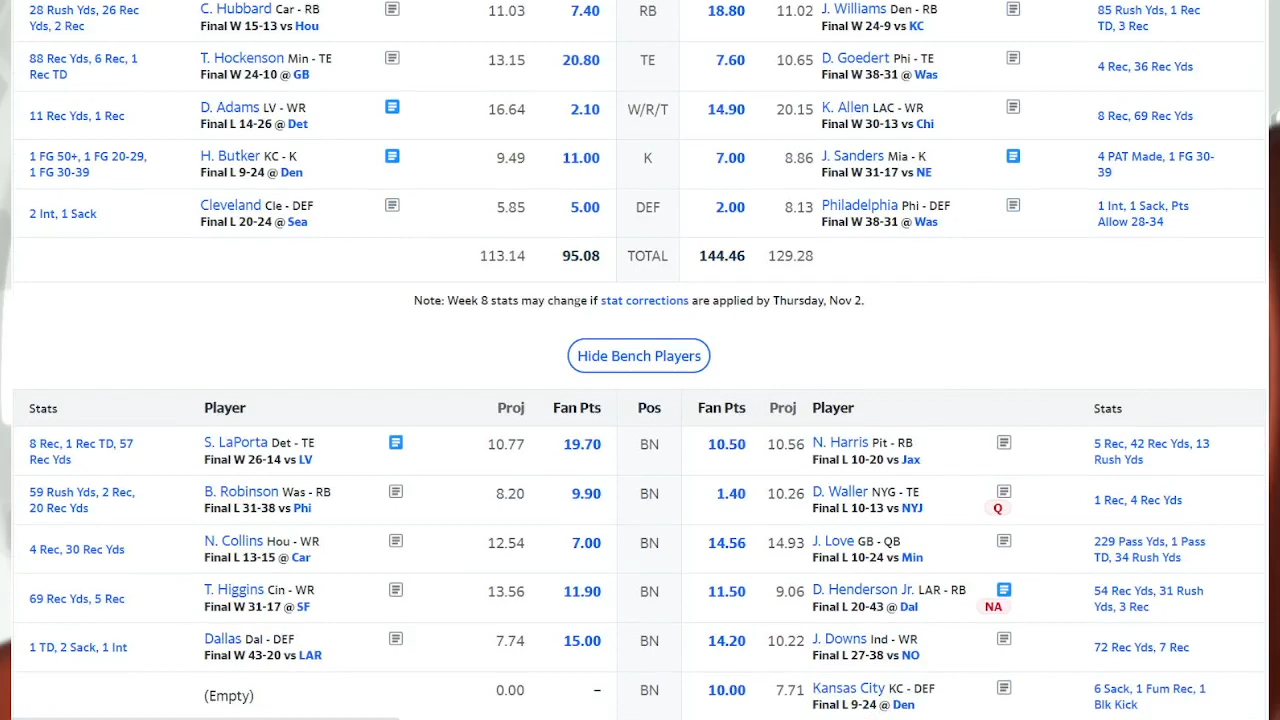 28 Rush Yds, 26 Rec Yds, 2 Rec C. Hubbard Car - RB 11.03 7.40 RB 18.80 11.02 J. Williams Den - RB 85 Rush Yds, 1 Rec TD, 3 Rec
Final W 15-13 vs Hou Final W 24-9 vs KC
88 Rec Yds, 6 Rec, 1 Rec TD T. Hockenson Min - TE 13.15 20.80 TE 7.60 10.65 D. Goedert Phi - TE 4 Rec, 36 Rec Yds
Final W 24-10 @ GB Final W 38-31 @ Was
11 Rec Yds, 1 Rec D. Adams LV - WR 16.64 2.10 W/R/T 14.90 20.15 K. Allen LAC - WR 8 Rec, 69 Rec Yds
Final L 14-26 @ Det Final W 30-13 vs Chi
1 FG 50+, 1 FG 20-29, 1 FG 30-39 H. Butker KC - K 9.49 11.00 K 7.00 8.86 J. Sanders Mia - K 4 PAT Made, 1 FG 30-39
Final L 9-24 @ Den Final W 31-17 vs NE
2 Int, 1 Sack Cleveland Cle - DEF 5.85 5.00 DEF 2.00 8.13 Philadelphia Phi - DEF 1 Int, 1 Sack, Pts Allow 28-34
Final L 20-24 @ Sea Final W 38-31 @ Was
113.14 95.08 TOTAL 144.46 129.28
Note: Week 8 stats may change if stat corrections are applied by Thursday, Nov 2.
Hide Bench Players
Stats Player Proj Fan Pts Pos Fan Pts Proj Player Stats
8 Rec, 1 Rec TD, 57 Rec Yds S. LaPorta Det - TE 10.77 19.70 BN 10.50 10.56 N. Harris Pit - RB 5 Rec, 42 Rec Yds, 13 Rush Yds
Final W 26-14 vs LV Final L 10-20 vs Jax
59 Rush Yds, 2 Rec, 20 Rec Yds B. Robinson Was - RB 8.20 9.90 BN 1.40 10.26 D. Waller NYG - TE 1 Rec, 4 Rec Yds
Final L 31-38 vs Phi Final L 10-13 vs NYJ Q
4 Rec, 30 Rec Yds N. Collins Hou - WR 12.54 7.00 BN 14.56 14.93 J. Love GB - QB 229 Pass Yds, 1 Pass TD, 34 Rush Yds
Final L 13-15 @ Car Final L 10-24 vs Min
69 Rec Yds, 5 Rec T. Higgins Cin - WR 13.56 11.90 BN 11.50 9.06 D. Henderson Jr. LAR - RB 54 Rec Yds, 31 Rush Yds, 3 Rec
Final W 31-17 @ SF Final L 20-43 @ Dal NA
1 TD, 2 Sack, 1 Int Dallas Dal - DEF 7.74 15.00 BN 14.20 10.22 J. Downs Ind - WR 72 Rec Yds, 7 Rec
Final W 43-20 vs LAR Final L 27-38 vs NO
(Empty) 0.00 – BN 10.00 7.71 Kansas City KC - DEF 6 Sack, 1 Fum Rec, 1 Blk Kick
Final L 9-24 @ Den